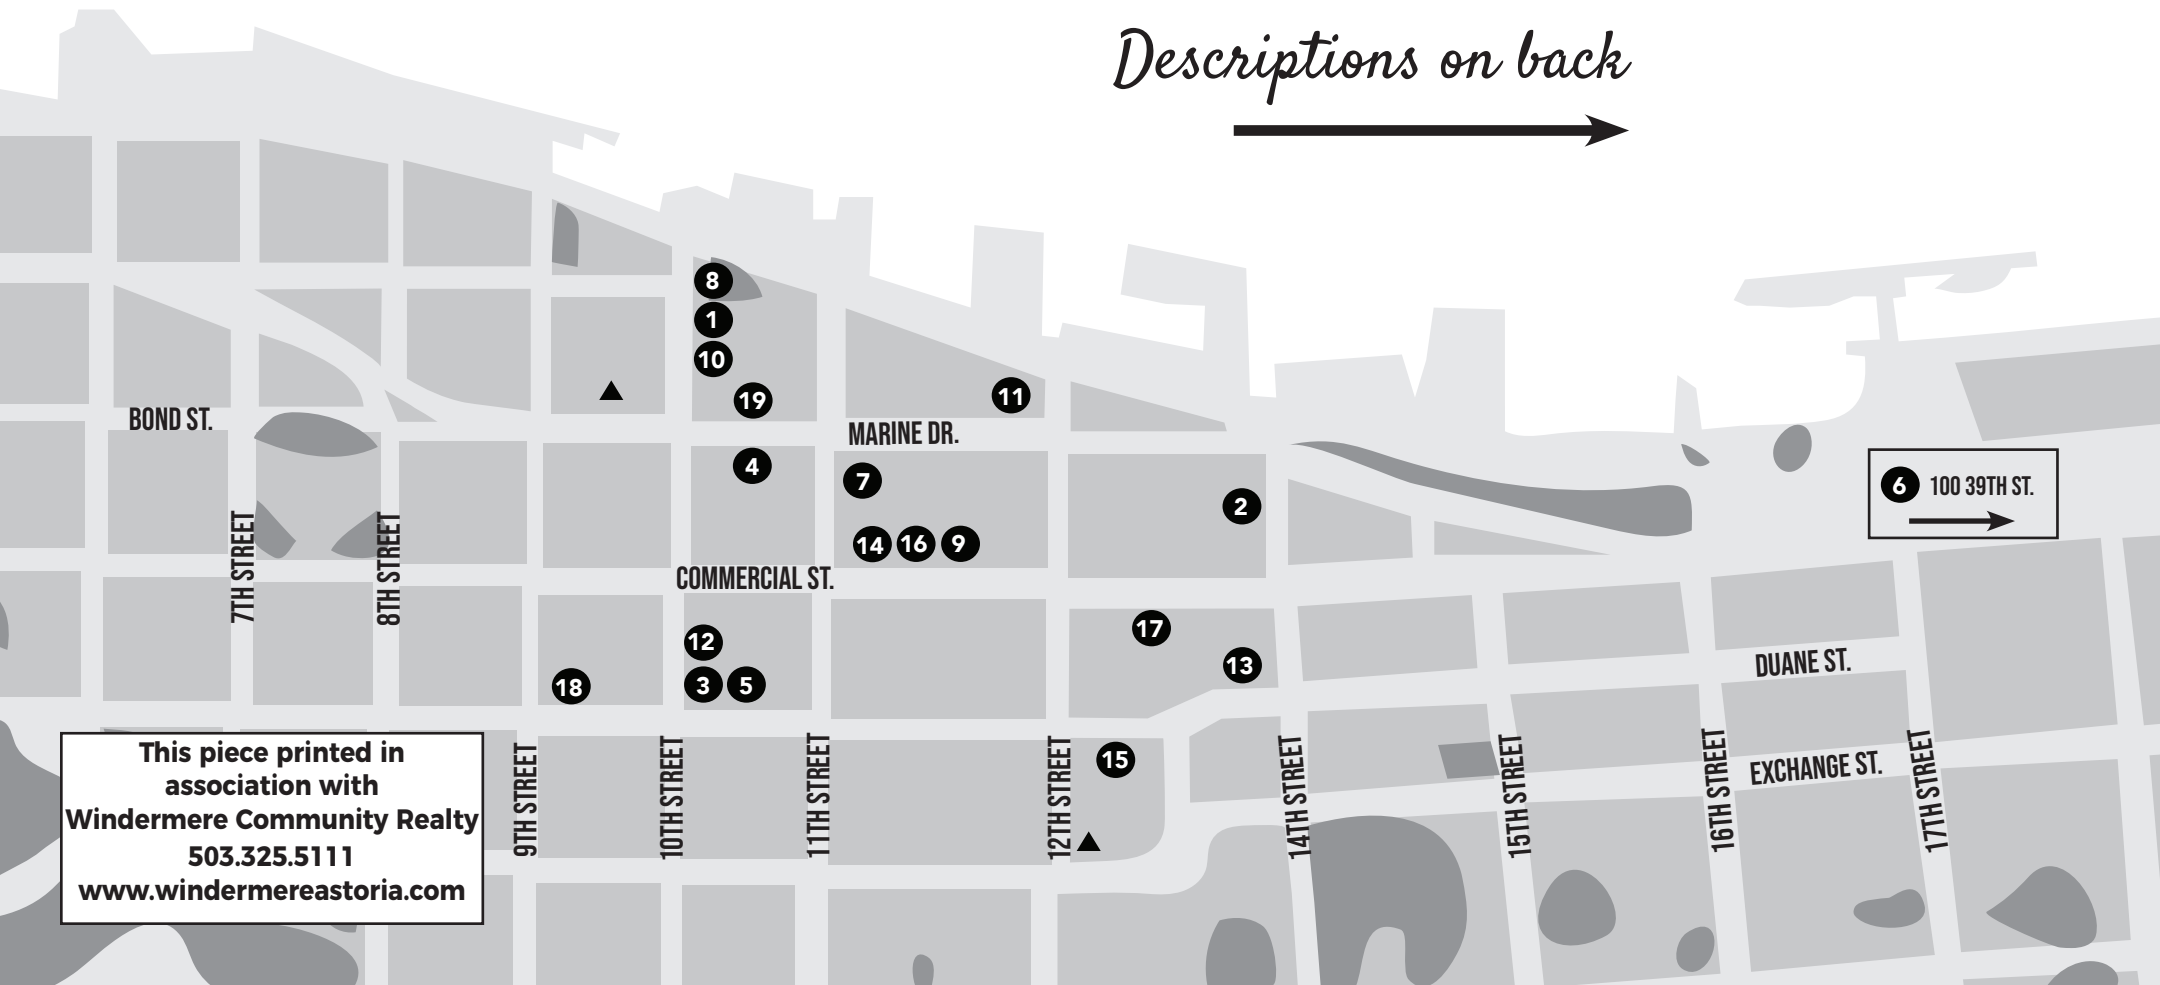 Descriptions on back
8
1
10
19
11
BOND ST.
MARINE DR.
4
7
2
6 100 39TH ST.
14 16 9
7TH STREET
8TH STREET
COMMERCIAL ST.
12
17
13
18
3 5
DUANE ST.
This piece printed in
association with
Windermere Community Realty
503.325.5111
www.windermereastoria.com
9TH STREET
10TH STREET
11TH STREET
12TH STREET
15
14TH STREET
15TH STREET
16TH STREET
EXCHANGE ST.
17TH STREET